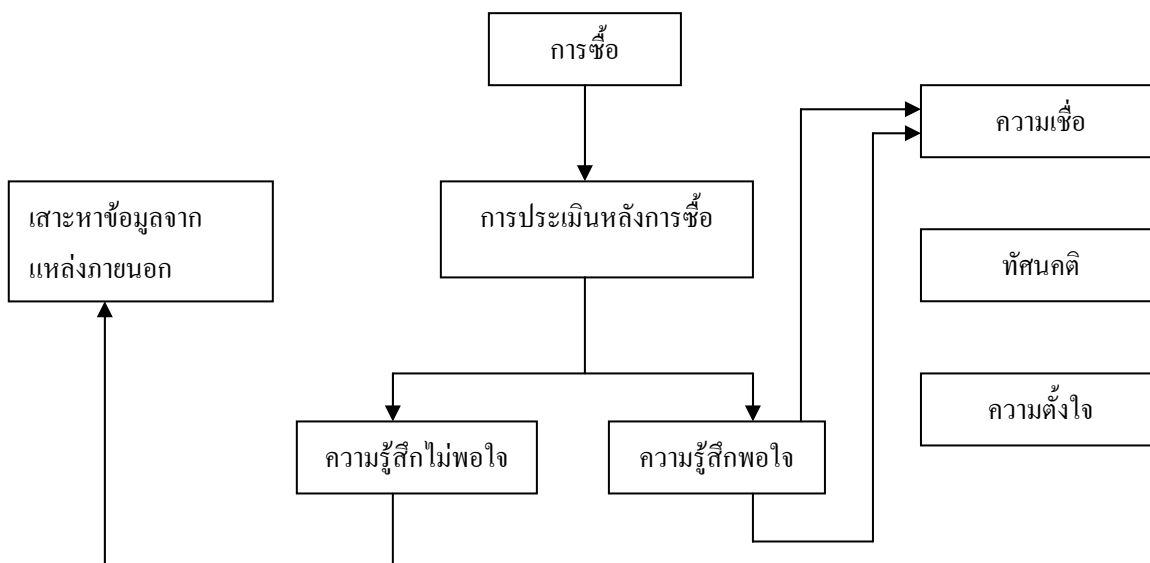 การซื้อ
ความเชื่อ
เสาะหาข้อมูลจาก
แหล่งภายนอก
การประเมินหลังการซื้อ
ทัศนคติ
ความตั้งใจ
ความรู้สึกไม่พอใจ
ความรู้สึกพอใจ